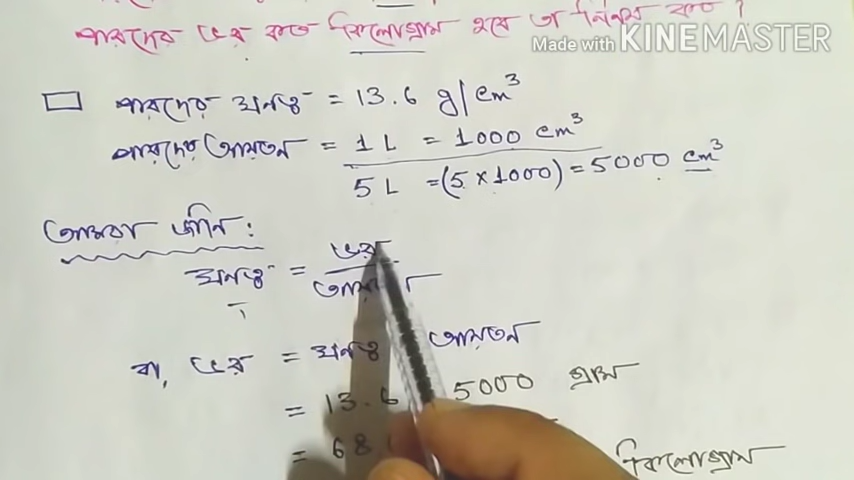 পারদের ভর কত কিলোগ্রাম হবে তা নির্ণয় কর?
Made with KINEMASTER
পারদের ঘনত্ব = 13.6 g/cm³
পারদের আয়তন = 1 L = 1000 cm³
5 L = (5 × 1000) = 5000 cm³
আমরা জানি:
ঘনত্ব = ভর
আয়তন
বা, ভর = ঘনত্ব আয়তন
= 13.6 5000 গ্রাম
= 68 কিলোগ্রাম